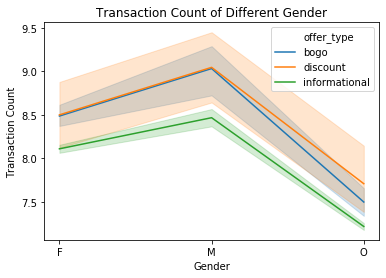 Transaction Count of Different Gender
9.5
9.0
8.5
8.0
7.5
Transaction Count
offer_type
bogo
discount
informational
F
M
O
Gender